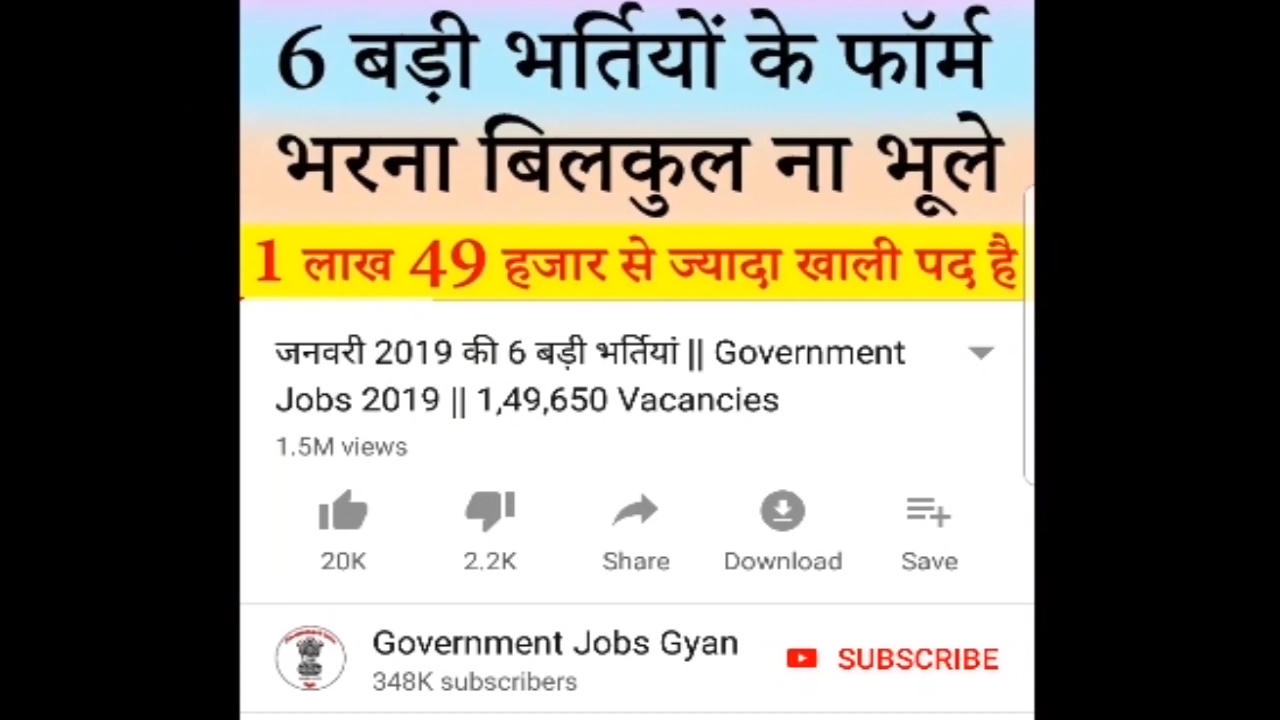 6 बड़ी भर्तियों के फॉर्म
भरना बिलकुल ना भूले
1 लाख 49 हजार से ज्यादा खाली पद है
जनवरी 2019 की 6 बड़ी भर्तियां || Government
Jobs 2019 || 1,49,650 Vacancies
1.5M views
20K 2.2K Share Download Save
Government Jobs Gyan
SUBSCRIBE
348K subscribers